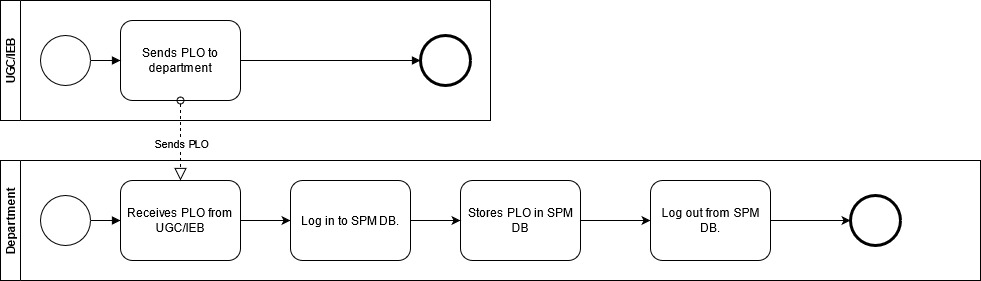 UGC/IEB
Sends PLO to
department
Sends PLO
Department
Receives PLO from
UGC/IEB
Log in to SPM DB.
Stores PLO in SPM
DB
Log out from SPM
DB.